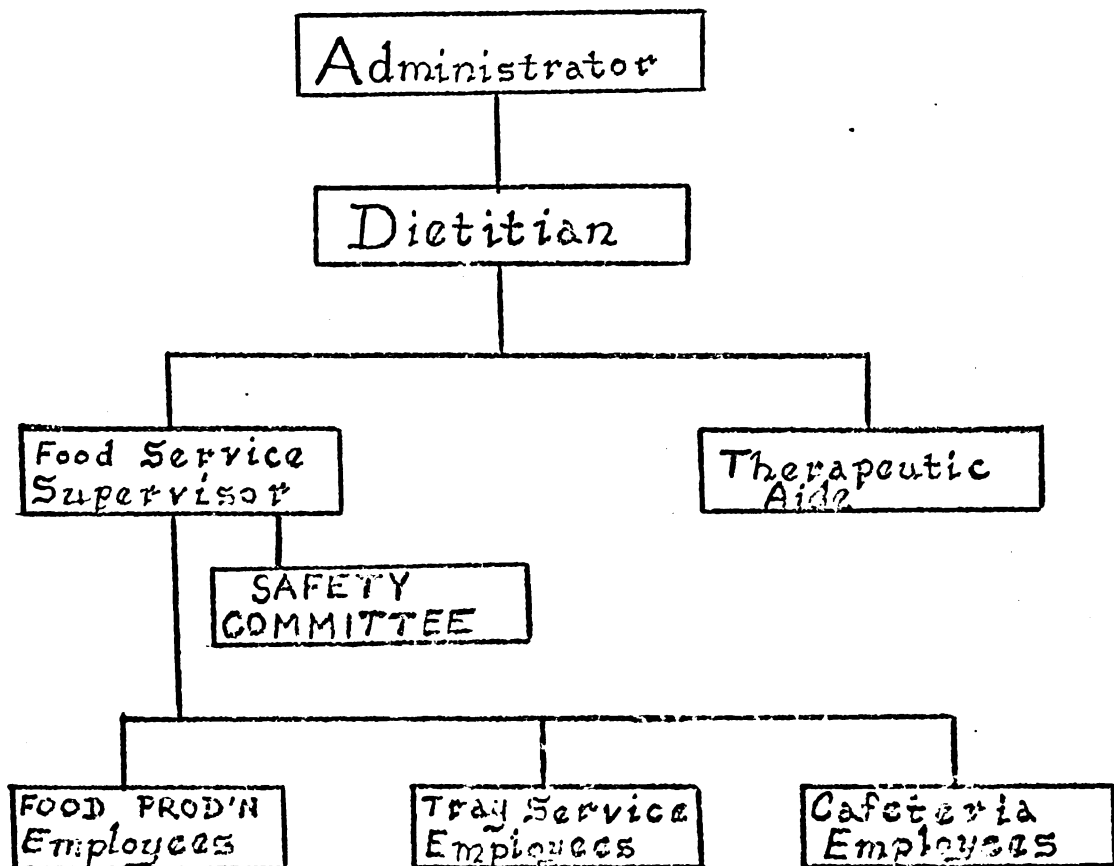 Administrator
Dietitian
Food Service
Supervisor
Therapeutic
Aide
SAFETY
COMMITTEE
FOOD PROD'N
Employees
Tray Service
Employees
Cafeteria
Employees